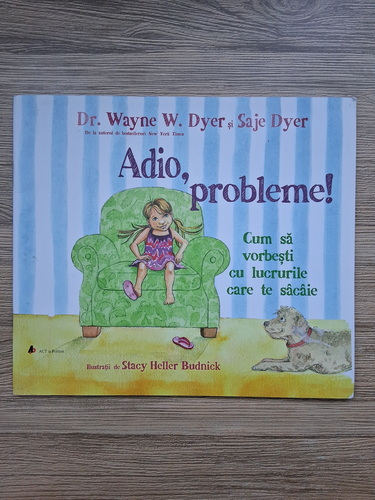 Dr. Wayne W. Dyer și Saje Dyer
De la autorul de bestselleruri New York Times
Adio,
probleme!
Cum să
vorbești
cu lucrurile
care te sâcâie
ACT și Politon
Ilustrații de Stacy Heller Budnick